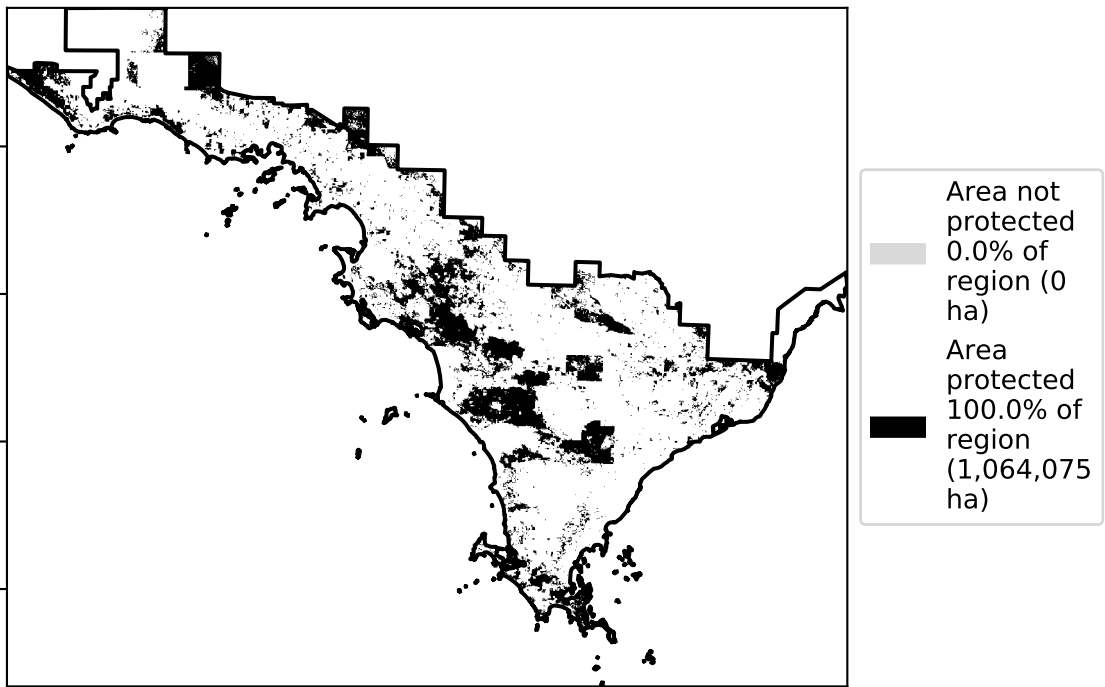 Area not
protected
0.0% of
region (0
ha)
Area
protected
100.0% of
region
(1,064,075
ha)